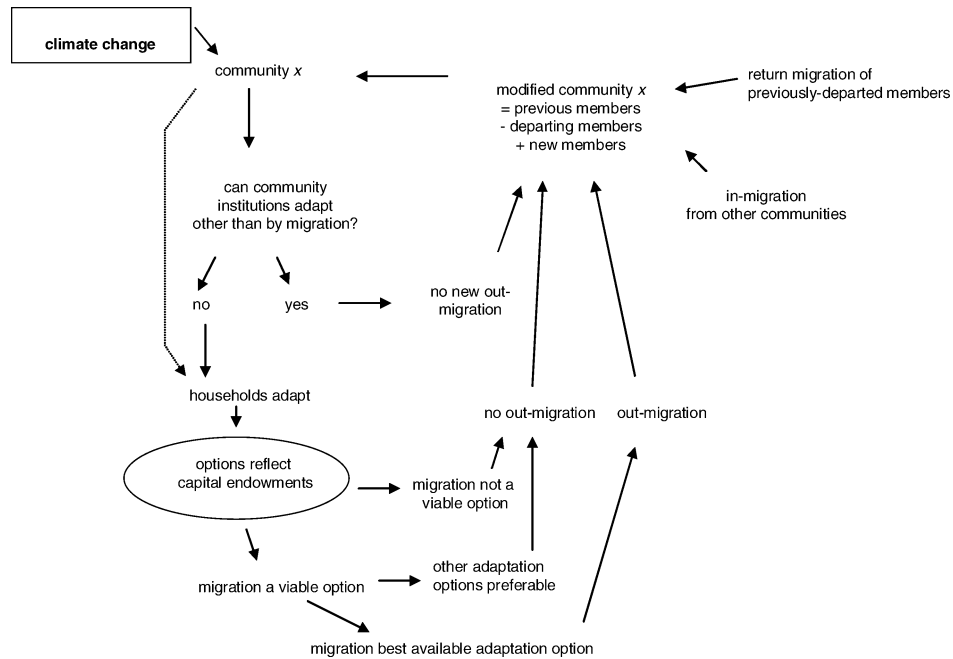 climate change
community x
modified community x
= previous members
- departing members
+ new members
return migration of
previously-departed members
in-migration
from other communities
can community
institutions adapt
other than by migration?
no
yes
no new out-
migration
households adapt
no out-migration
out-migration
options reflect
capital endowments
migration not a
viable option
migration a viable option
other adaptation
options preferable
migration best available adaptation option